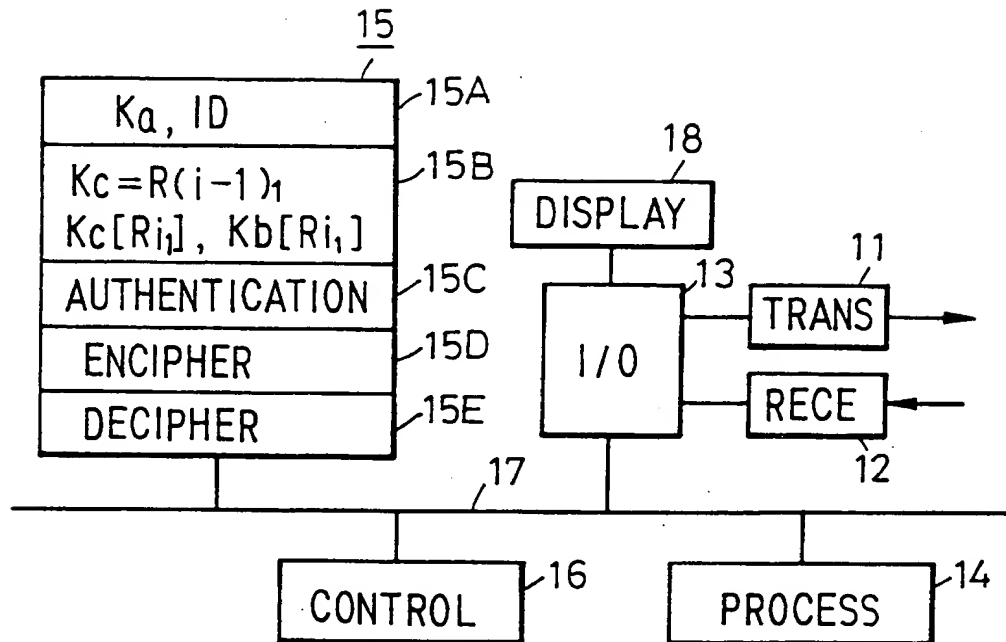 15
Ka, ID
15A
Kc=R(i-1)₁
Kc[Ri₁], Kb[Ri₁]
15B
AUTHENTICATION
15C
ENCIPHER
15D
DECIPHER
15E
18
DISPLAY
13
I/O
11
TRANS
RECE
12
17
CONTROL
16
PROCESS
14